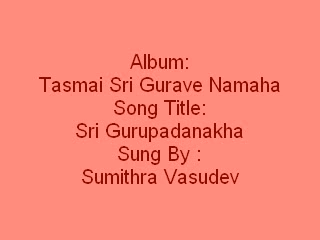 Album:
Tasmai Sri Gurave Namaha
Song Title:
Sri Gurupadanakha
Sung By :
Sumithra Vasudev